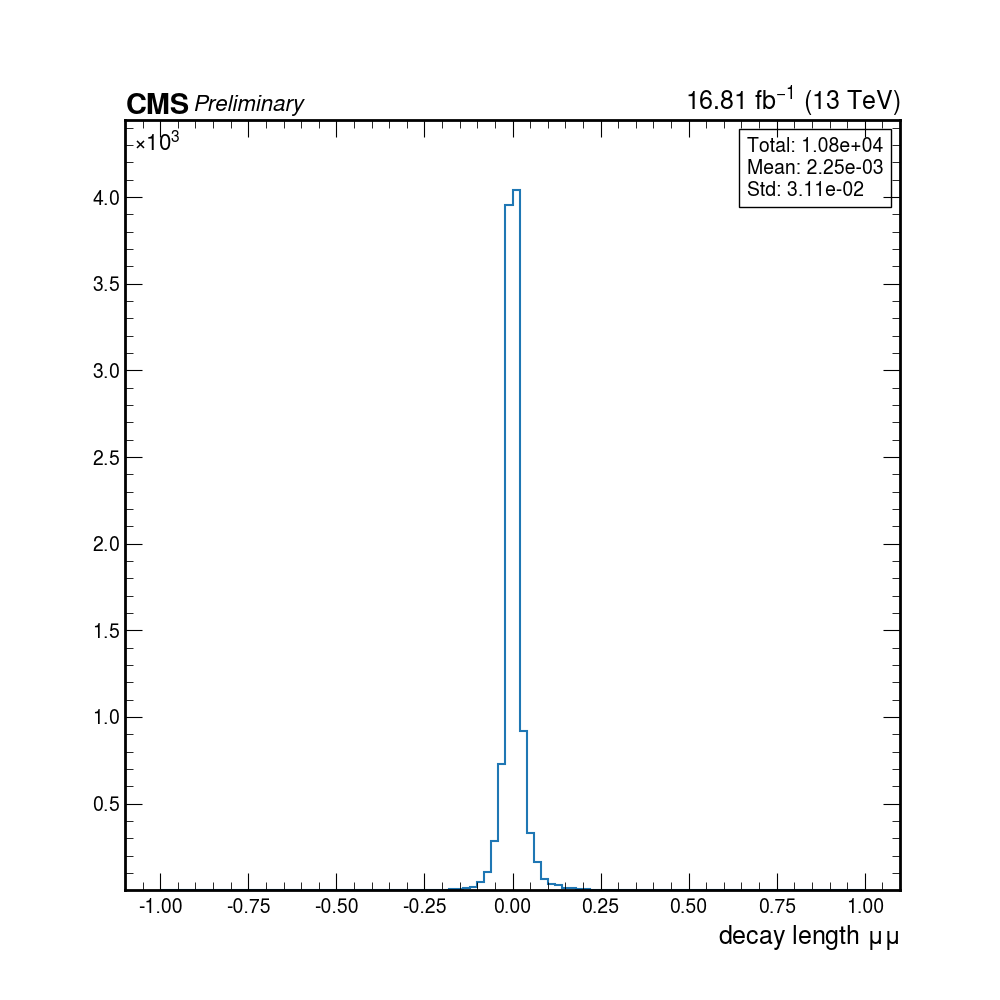 CMS Preliminary 16.81 fb⁻¹ (13 TeV)
×10³
Total: 1.08e+04
Mean: 2.25e-03
Std: 3.11e-02
4.0
3.5
3.0
2.5
2.0
1.5
1.0
0.5
-1.00 -0.75 -0.50 -0.25 0.00 0.25 0.50 0.75 1.00
decay length μμ